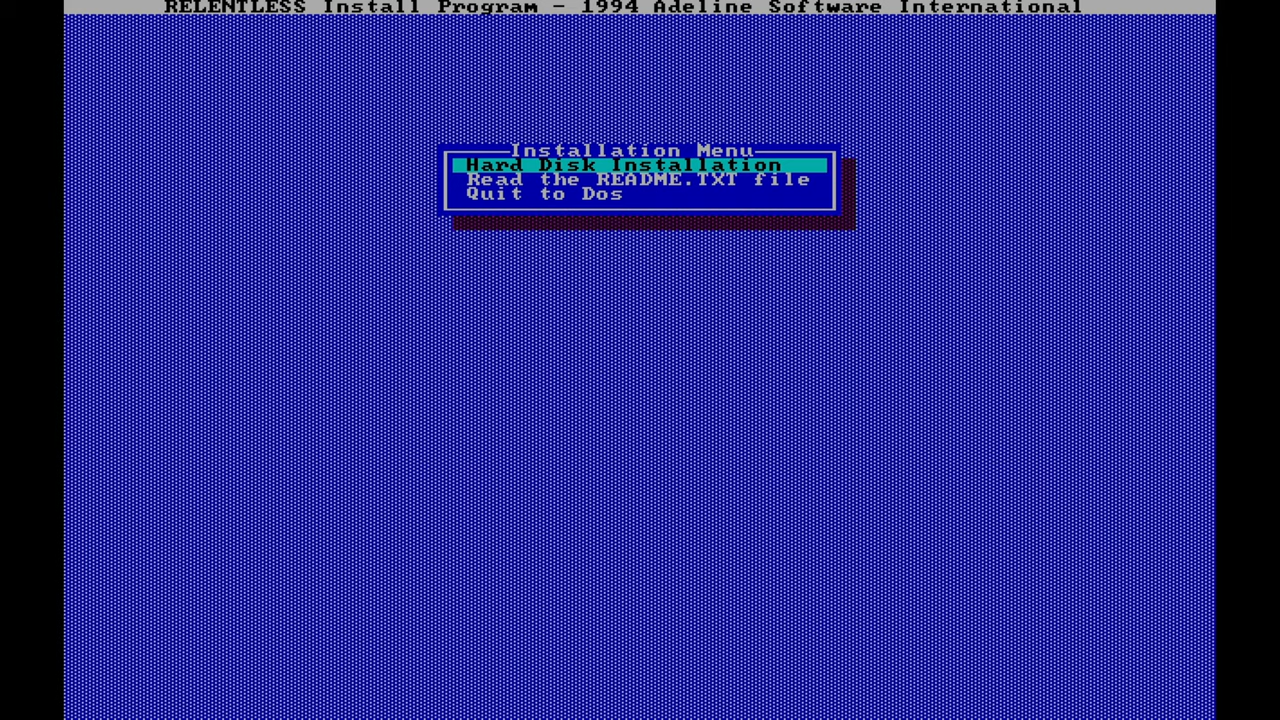 RELENTLESS Install Program - 1994 Adeline Software International
Installation Menu
Hard Disk Installation
Read the README.TXT file
Quit to Dos